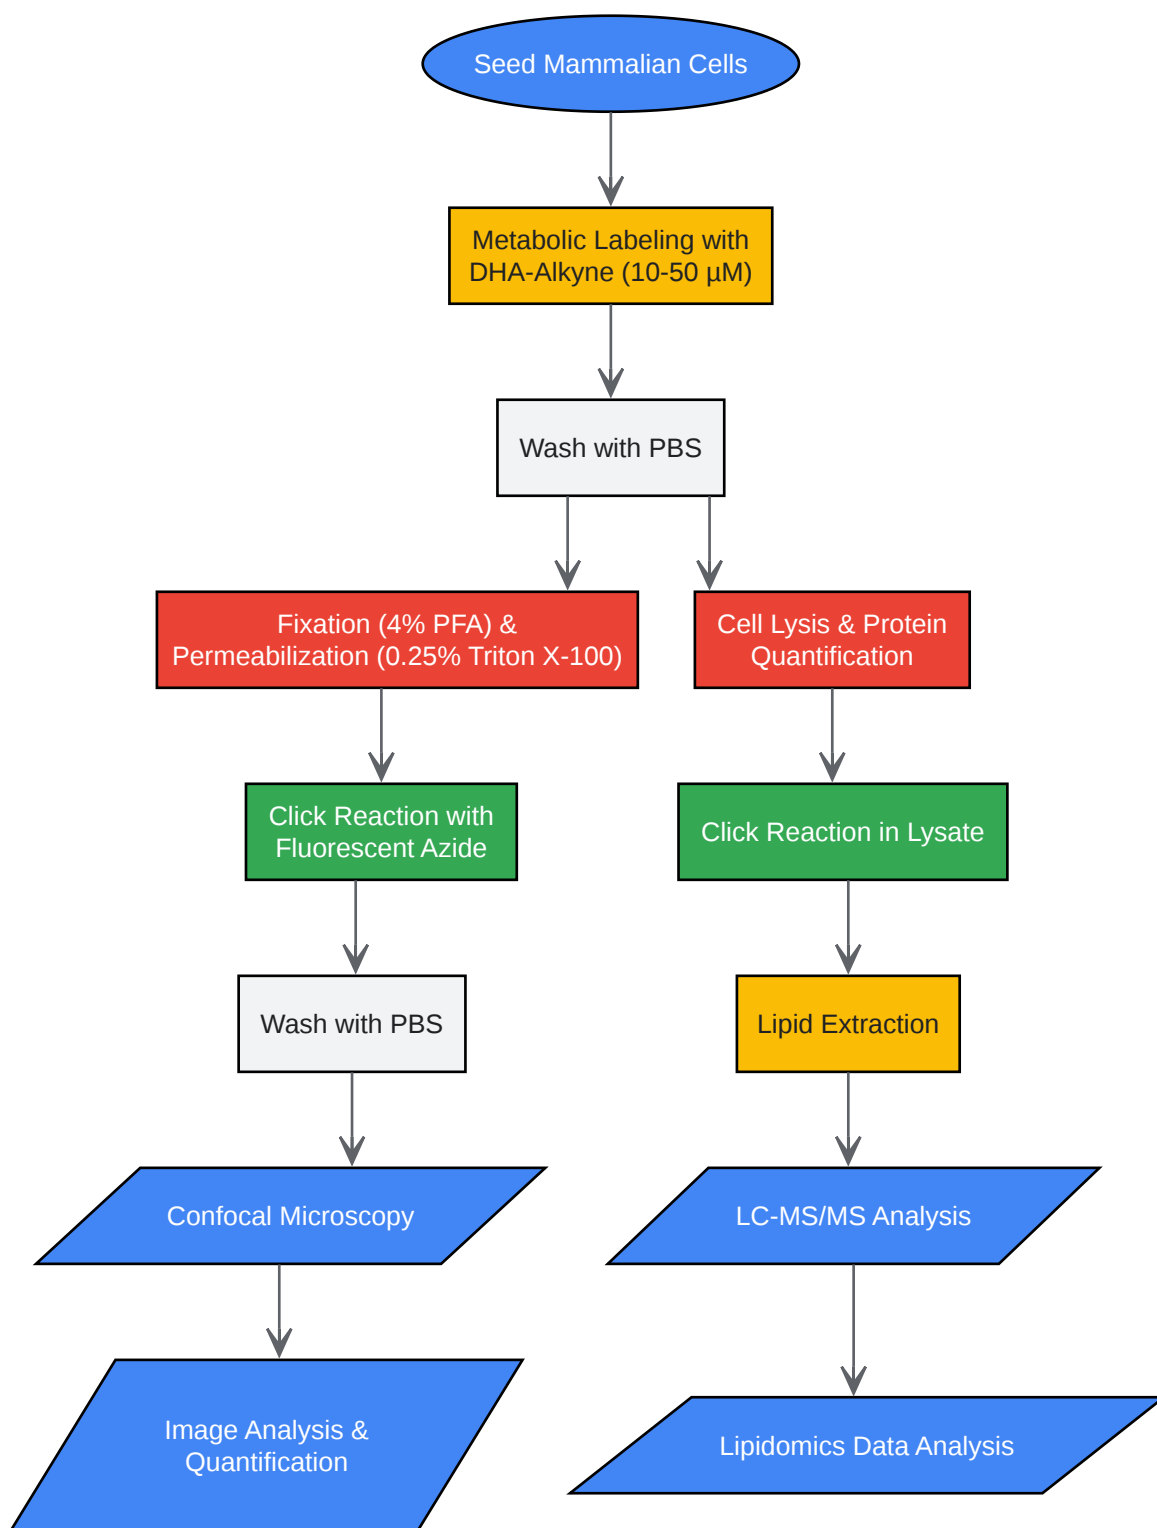 Seed Mammalian Cells
Metabolic Labeling with
DHA-Alkyne (10-50 µM)
Wash with PBS
Fixation (4% PFA) &
Permeabilization (0.25% Triton X-100)
Cell Lysis & Protein
Quantification
Click Reaction with
Fluorescent Azide
Click Reaction in Lysate
Wash with PBS
Lipid Extraction
Confocal Microscopy
LC-MS/MS Analysis
Image Analysis &
Quantification
Lipidomics Data Analysis